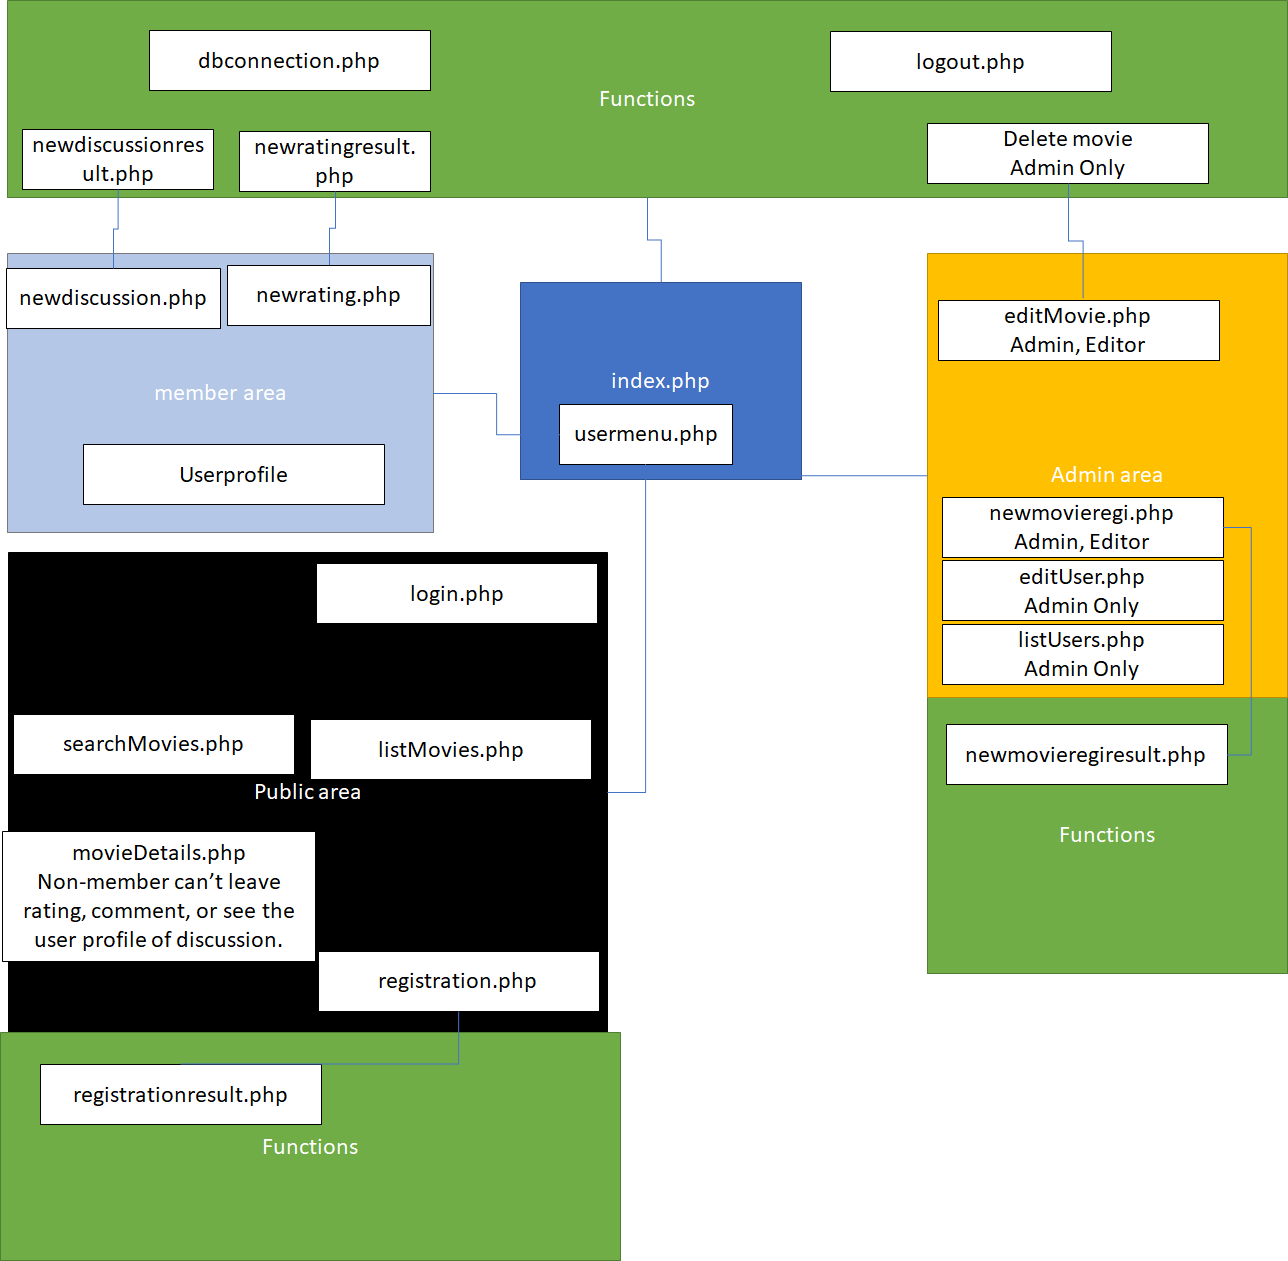 dbconnection.php
logout.php
Functions
newdiscussionres
ult.php
newratingresult.
php
Delete movie
Admin Only
newdiscussion.php
newrating.php
member area
Userprofile
index.php
usermenu.php
editMovie.php
Admin, Editor
Admin area
newmovieregi.php
Admin, Editor
editUser.php
Admin Only
listUsers.php
Admin Only
newmovieregiresult.php
Functions
login.php
searchMovies.php
listMovies.php
Public area
movieDetails.php
Non-member can’t leave
rating, comment, or see the
user profile of discussion.
registration.php
registrationresult.php
Functions